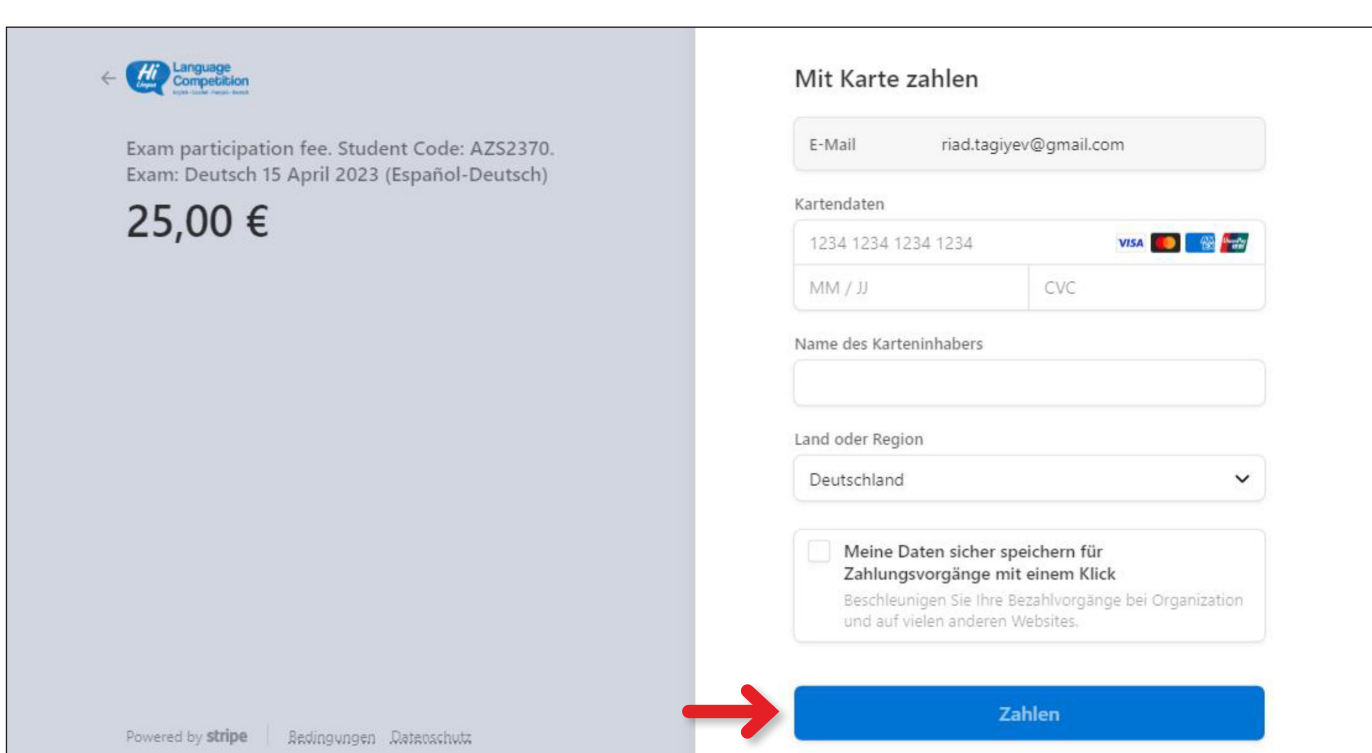 Hi
Lingua
Language
Competition
Exam participation fee. Student Code: AZS2370.
Exam: Deutsch 15 April 2023 (Español-Deutsch)
25,00 €
Powered by stripe
Bedingungen Datenschutz
Mit Karte zahlen
E-Mail riad.tagiyev@gmail.com
Kartendaten
1234 1234 1234 1234 VISA
MM / JJ CVC
Name des Karteninhabers
Land oder Region
Deutschland
Meine Daten sicher speichern für
Zahlungsvorgänge mit einem Klick
Beschleunigen Sie Ihre Bezahlvorgänge bei Organization
und auf vielen anderen Websites.
Zahlen